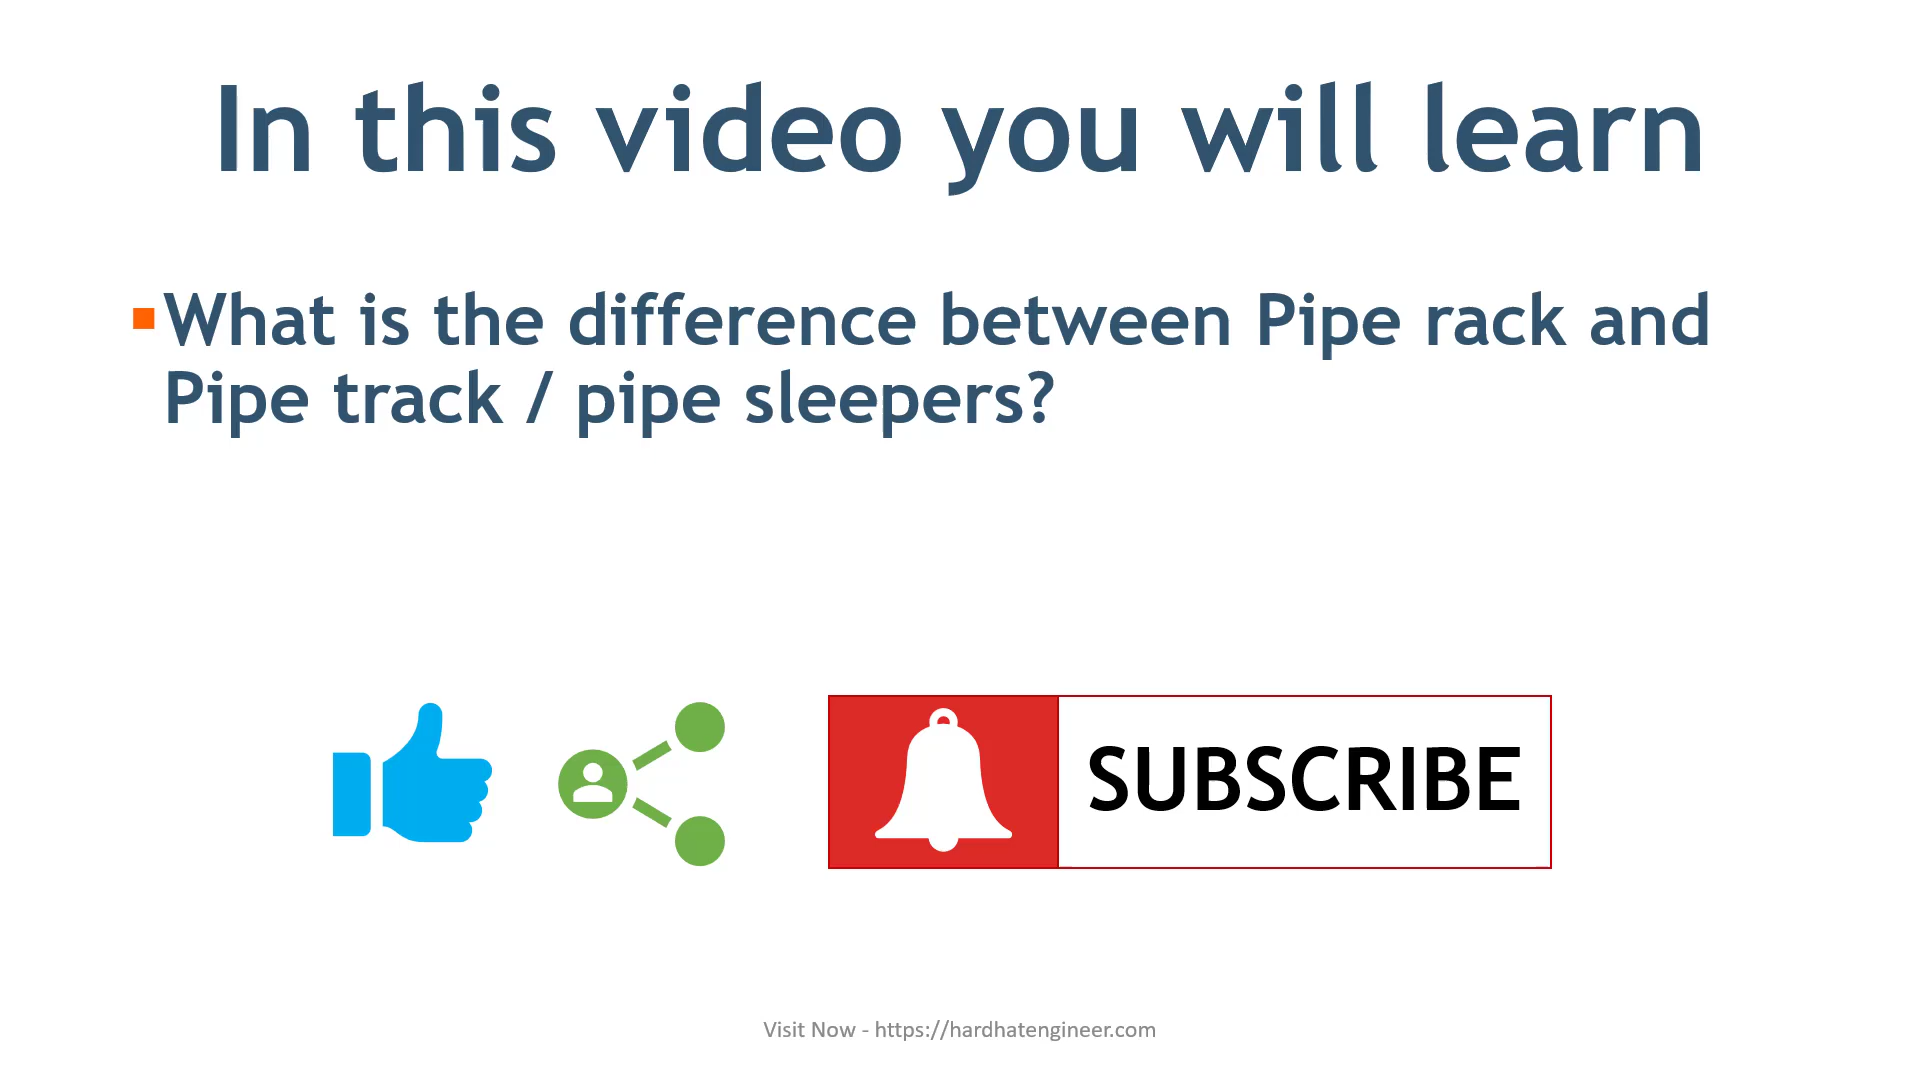 In this video you will learn
▪What is the difference between Pipe rack and
Pipe track / pipe sleepers?
SUBSCRIBE
Visit Now - https://hardhatengineer.com